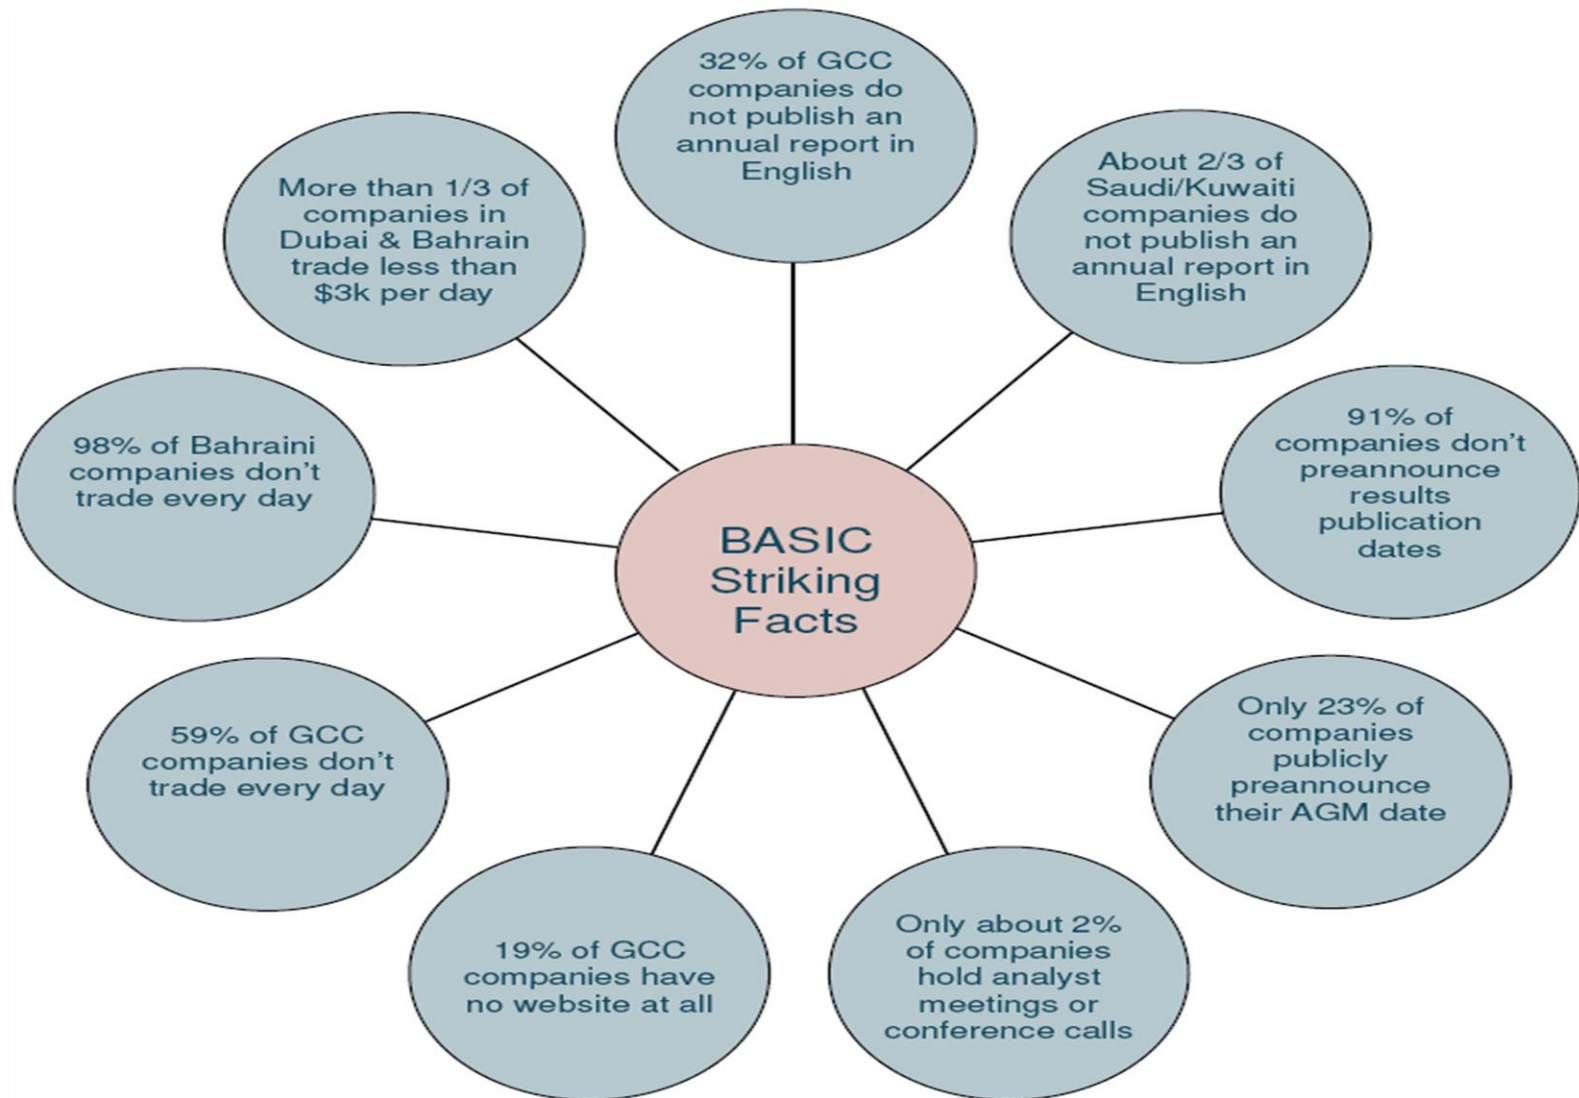 32% of GCC
companies do
not publish an
annual report in
English
About 2/3 of
Saudi/Kuwaiti
companies do
not publish an
annual report in
English
91% of
companies don’t
preannounce
results
publication
dates
Only 23% of
companies
publicly
preannounce
their AGM date
Only about 2%
of companies
hold analyst
meetings or
conference calls
19% of GCC
companies have
no website at all
59% of GCC
companies don’t
trade every day
98% of Bahraini
companies don’t
trade every day
More than 1/3 of
companies in
Dubai & Bahrain
trade less than
$3k per day
BASIC
Striking
Facts